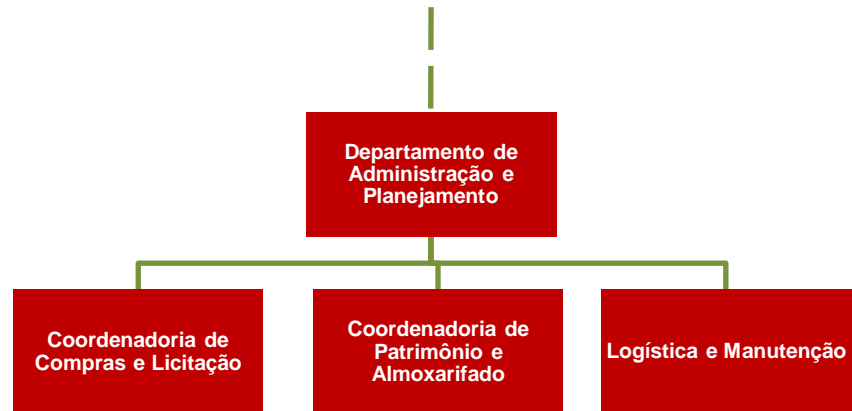 Departamento de
Administração e
Planejamento
Coordenadoria de
Compras e Licitação
Coordenadoria de
Patrimônio e
Almoxarifado
Logística e Manutenção